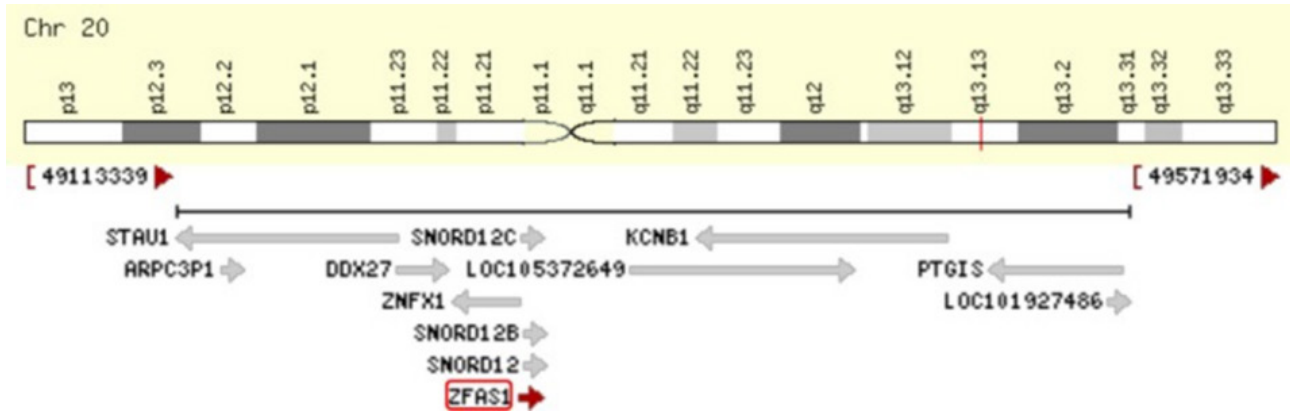 Chr 20
p13 p12.3 p12.2 p12.1 p11.23 p11.22 p11.21 p11.1 q11.1 q11.21 q11.22 q11.23 q12 q13.12 q13.13 q13.2 q13.31 q13.32 q13.33
[ 49113339 [ 49571934
STAU1 SNORD12C KCNB1
ARPC3P1 DDX27 LOC105372649 PTGIS
ZNFX1 LOC101927486
SNORD12B
SNORD12
ZFAS1